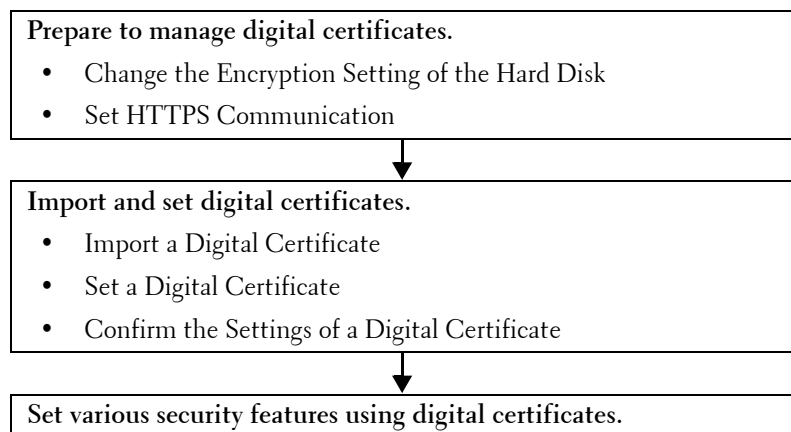 Prepare to manage digital certificates.
• Change the Encryption Setting of the Hard Disk
• Set HTTPS Communication
Import and set digital certificates.
• Import a Digital Certificate
• Set a Digital Certificate
• Confirm the Settings of a Digital Certificate
Set various security features using digital certificates.